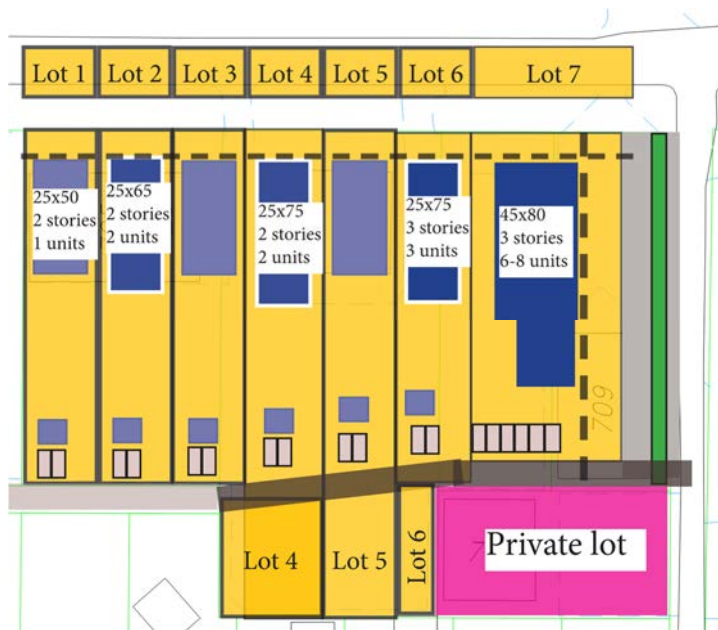 Lot 1
Lot 2
Lot 3
Lot 4
Lot 5
Lot 6
Lot 7
25x50
2 stories
1 units
25x65
2 stories
2 units
25x75
2 stories
2 units
25x75
3 stories
3 units
45x80
3 stories
6-8 units
709
Lot 4
Lot 5
Lot 6
7
Private lot